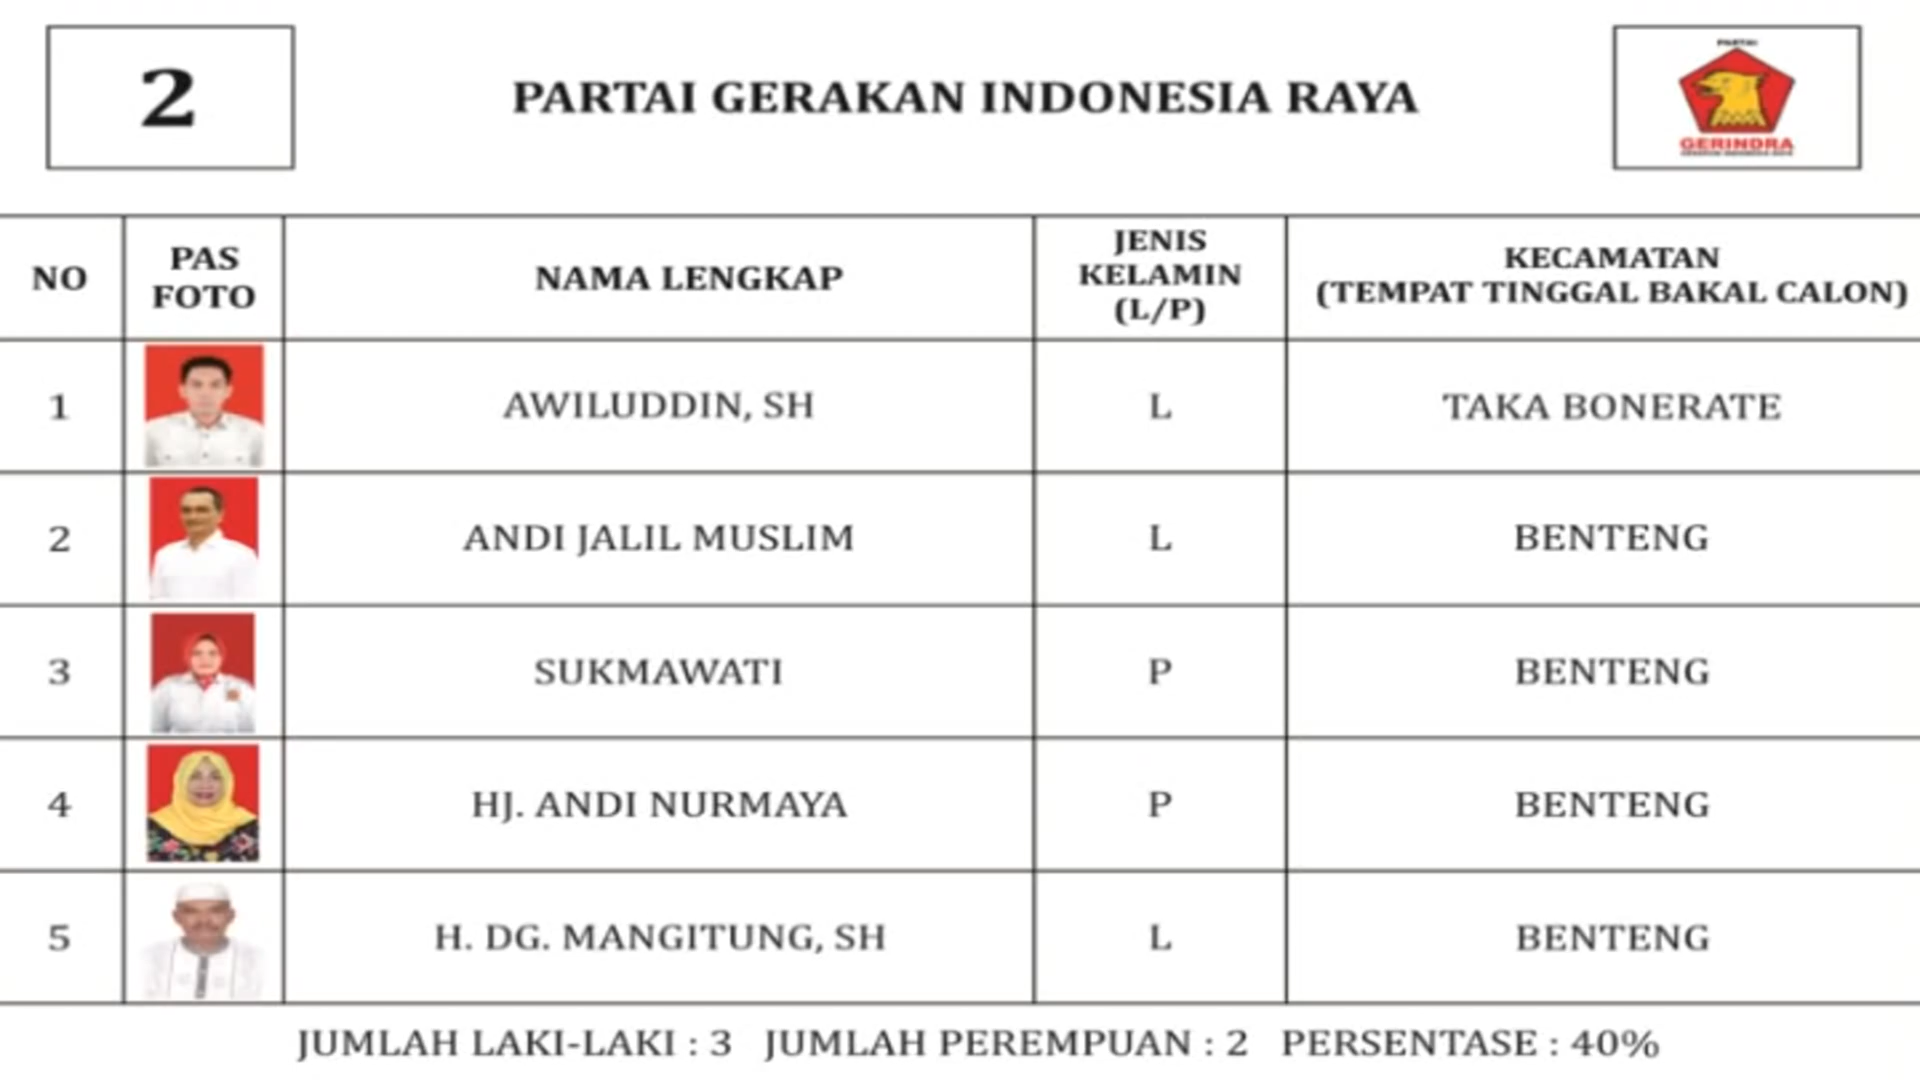 2
PARTAI GERAKAN INDONESIA RAYA
PARTAI
GERINDRA
NO
PAS
FOTO
NAMA LENGKAP
JENIS
KELAMIN
(L/P)
KECAMATAN
(TEMPAT TINGGAL BAKAL CALON)
1 AWILUDDIN, SH L TAKA BONERATE
2 ANDI JALIL MUSLIM L BENTENG
3 SUKMAWATI P BENTENG
4 HJ. ANDI NURMAYA P BENTENG
5 H. DG. MANGITUNG, SH L BENTENG
JUMLAH LAKI-LAKI : 3 JUMLAH PEREMPUAN : 2 PERSENTASE : 40%